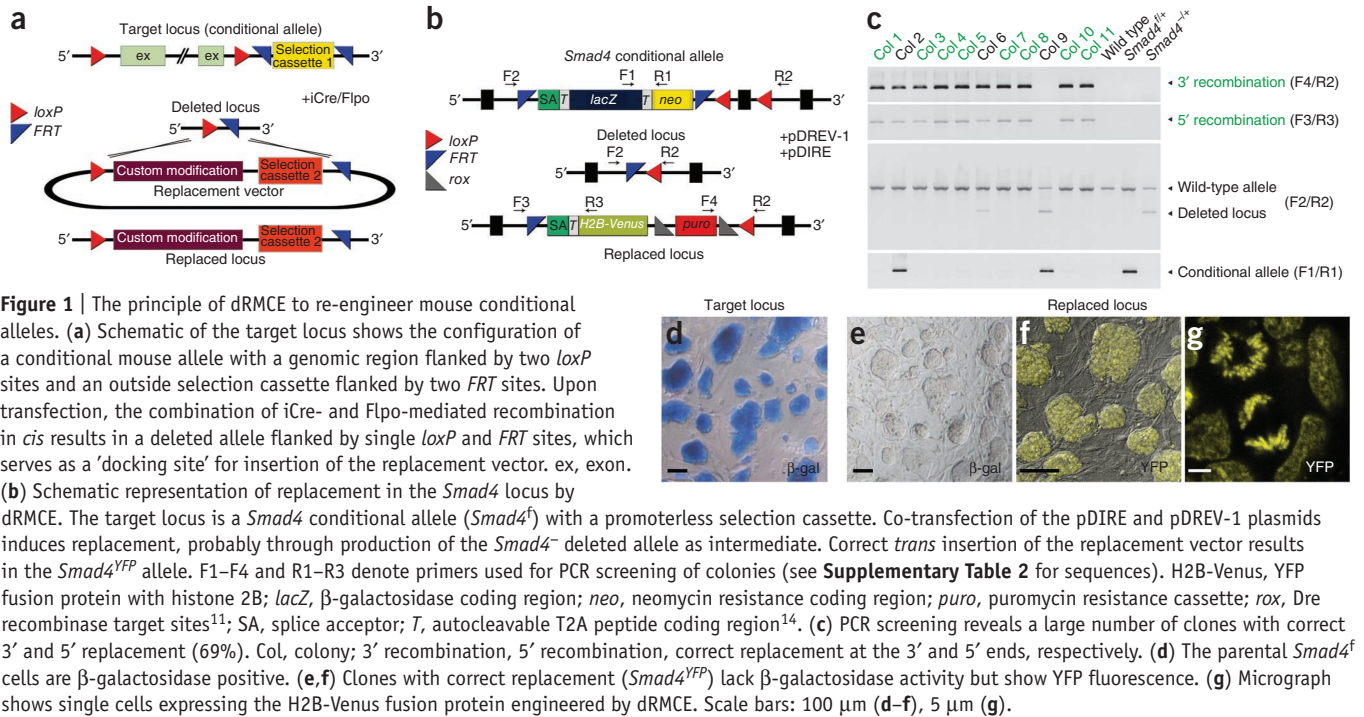 a
Target locus (conditional allele)
5′
ex
ex
Selection
cassette 1
3′
loxP
FRT
Deleted locus
+iCre/Flpo
5′
3′
Custom modification
Selection
cassette 2
Replacement vector
5′
Custom modification
Selection
cassette 2
3′
Replaced locus
b
Smad4 conditional allele
F2
F1
R1
R2
5′
SA
T
lacZ
T
neo
3′
loxP
FRT
rox
Deleted locus
+pDREV-1
+pDIRE
F2
R2
5′
3′
F3
R3
F4
R2
5′
SA
T
H2B-Venus
puro
3′
Replaced locus
c
Col 1
Col 2
Col 3
Col 4
Col 5
Col 6
Col 7
Col 8
Col 9
Col 10
Col 11
Wild type
Smad4f/+
Smad4−/+
3′ recombination (F4/R2)
5′ recombination (F3/R3)
Wild-type allele
(F2/R2)
Deleted locus
Conditional allele (F1/R1)
Target locus
d
β-gal
Replaced locus
e
β-gal
f
YFP
g
YFP
Figure 1 | The principle of dRMCE to re-engineer mouse conditional
alleles. (a) Schematic of the target locus shows the configuration of
a conditional mouse allele with a genomic region flanked by two loxP
sites and an outside selection cassette flanked by two FRT sites. Upon
transfection, the combination of iCre- and Flpo-mediated recombination
in cis results in a deleted allele flanked by single loxP and FRT sites, which
serves as a 'docking site' for insertion of the replacement vector. ex, exon.
(b) Schematic representation of replacement in the Smad4 locus by
dRMCE. The target locus is a Smad4 conditional allele (Smad4f) with a promoterless selection cassette. Co-transfection of the pDIRE and pDREV-1 plasmids
induces replacement, probably through production of the Smad4− deleted allele as intermediate. Correct trans insertion of the replacement vector results
in the Smad4YFP allele. F1–F4 and R1–R3 denote primers used for PCR screening of colonies (see Supplementary Table 2 for sequences). H2B-Venus, YFP
fusion protein with histone 2B; lacZ, β-galactosidase coding region; neo, neomycin resistance coding region; puro, puromycin resistance cassette; rox, Dre
recombinase target sites11; SA, splice acceptor; T, autocleavable T2A peptide coding region14. (c) PCR screening reveals a large number of clones with correct
3′ and 5′ replacement (69%). Col, colony; 3′ recombination, 5′ recombination, correct replacement at the 3′ and 5′ ends, respectively. (d) The parental Smad4f
cells are β-galactosidase positive. (e,f) Clones with correct replacement (Smad4YFP) lack β-galactosidase activity but show YFP fluorescence. (g) Micrograph
shows single cells expressing the H2B-Venus fusion protein engineered by dRMCE. Scale bars: 100 μm (d–f), 5 μm (g).